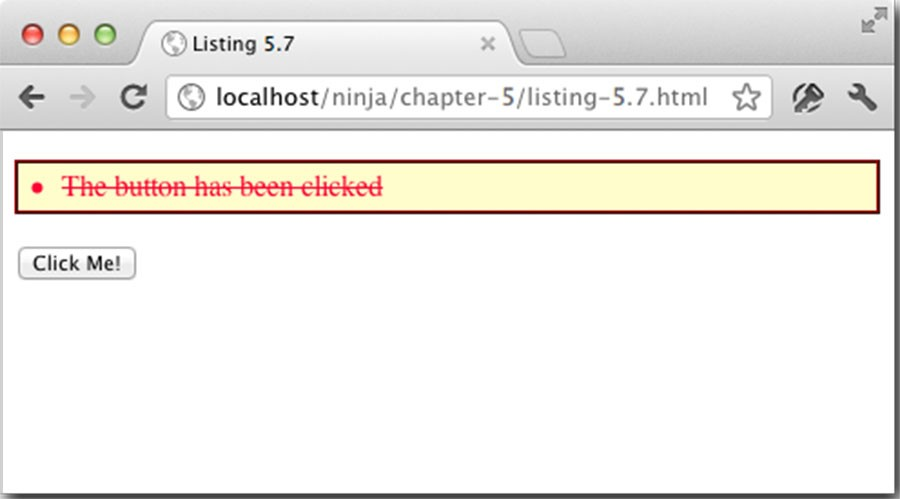 Listing 5.7
localhost/ninja/chapter-5/listing-5.7.html
The button has been clicked
Click Me!